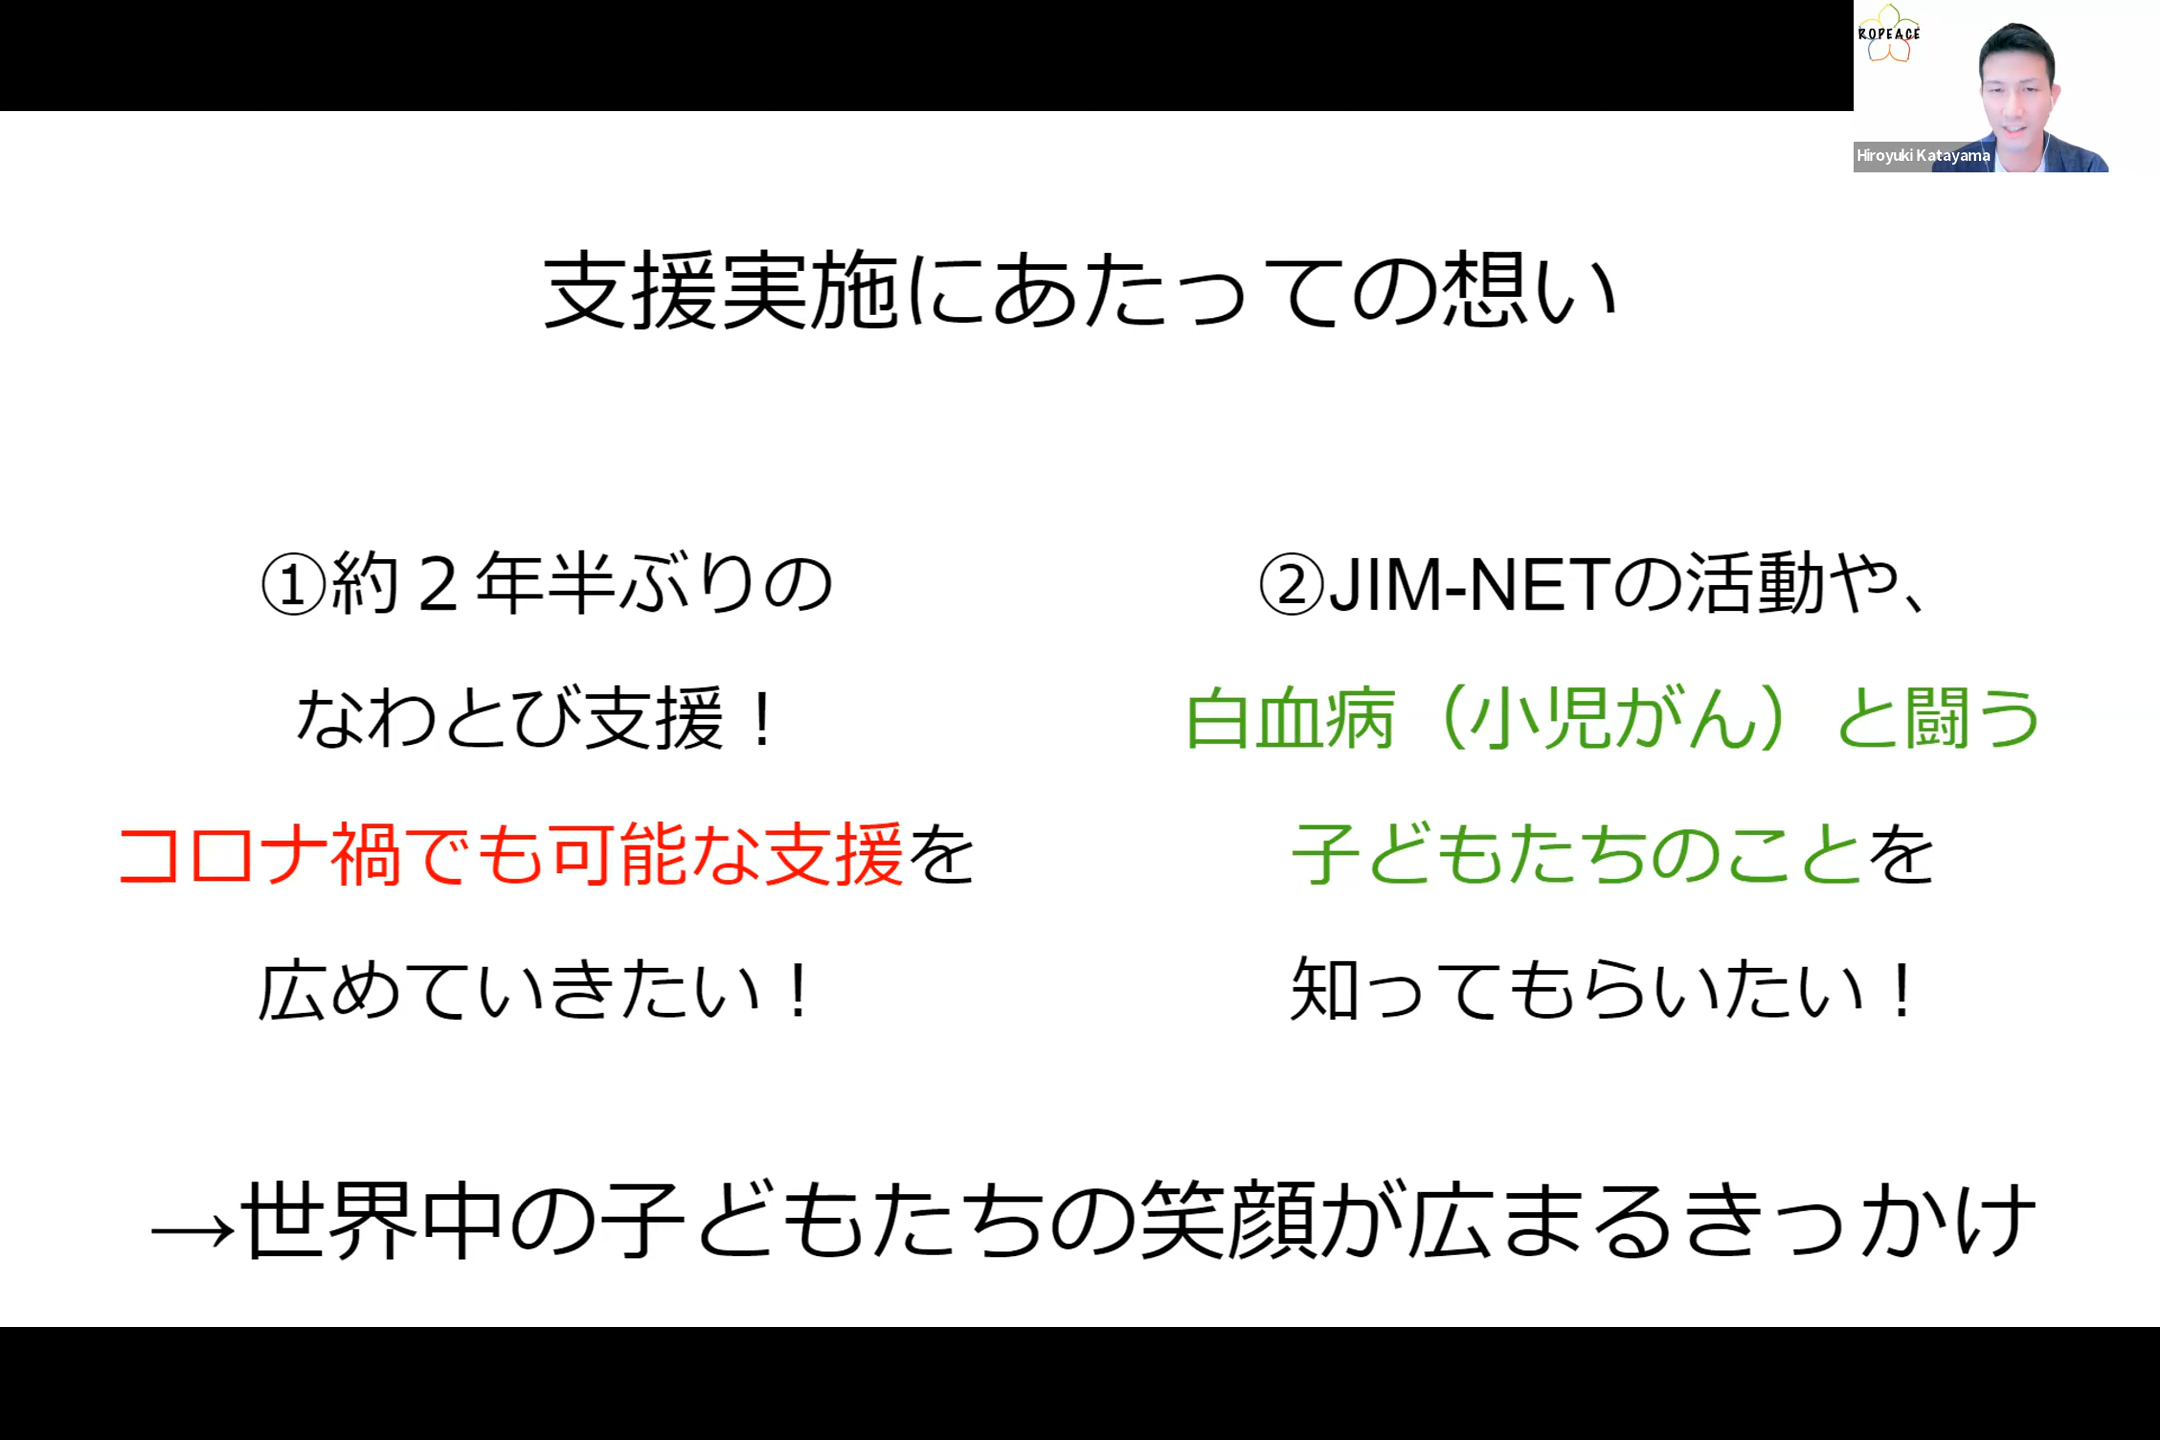 ROPEACE
Hiroyuki Katayama
支援実施にあたっての想い
①約２年半ぶりの
なわとび支援！
コロナ禍でも可能な支援を
広めていきたい！
②JIM-NETの活動や、
白血病（小児がん）と闘う
子どもたちのことを
知ってもらいたい！
→世界中の子どもたちの笑顔が広まるきっかけ